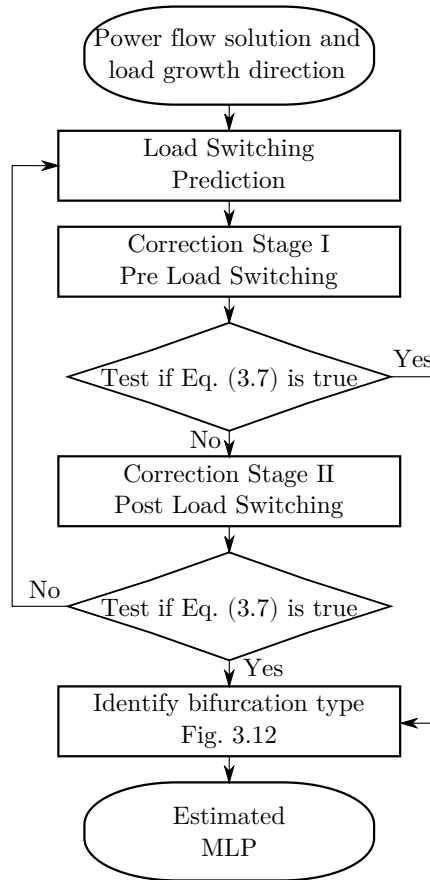 Power flow solution and
load growth direction
Load Switching
Prediction
Correction Stage I
Pre Load Switching
Test if Eq. (3.7) is true
Yes
No
Correction Stage II
Post Load Switching
Test if Eq. (3.7) is true
No
Yes
Identify bifurcation type
Fig. 3.12
Estimated
MLP